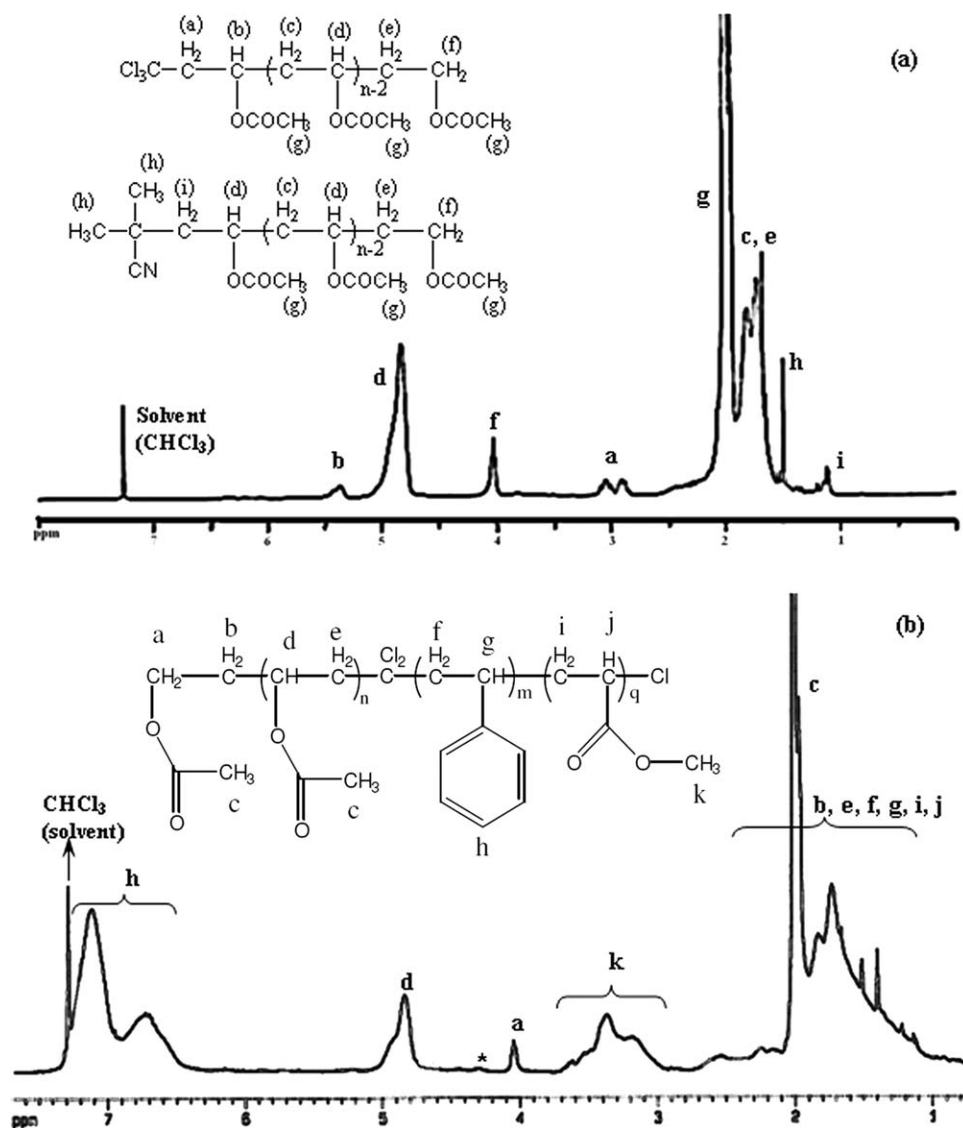 (a) (b) (c) (d) (e) (f)
H2 H H2 H H2
Cl3C C C CH2
n-2
OCOCH3 OCOCH3 OCOCH3
(g) (g) (g)
(h)
(h) CH3 (i) (d) (c) (d) (e) (f)
H2 H H2 H H2
H3C C C CH2
n-2
CN OCOCH3 OCOCH3 OCOCH3
(g) (g) (g)
(a)
g
c, e
h
d
Solvent
(CHCl3)
f
b
a
i
ppm 7 6 5 4 3 2 1
(b)
a b d e f g i j
H2 H2 Cl2 H2 H2 H
CH2 C CH C C C C Cl
n m q
O O O O CH3
CH3 CH3 k
c c
O O
h
c
CHCl3
(solvent)
b, e, f, g, i, j
h
k
d
a
*
ppm 7 6 5 4 3 2 1